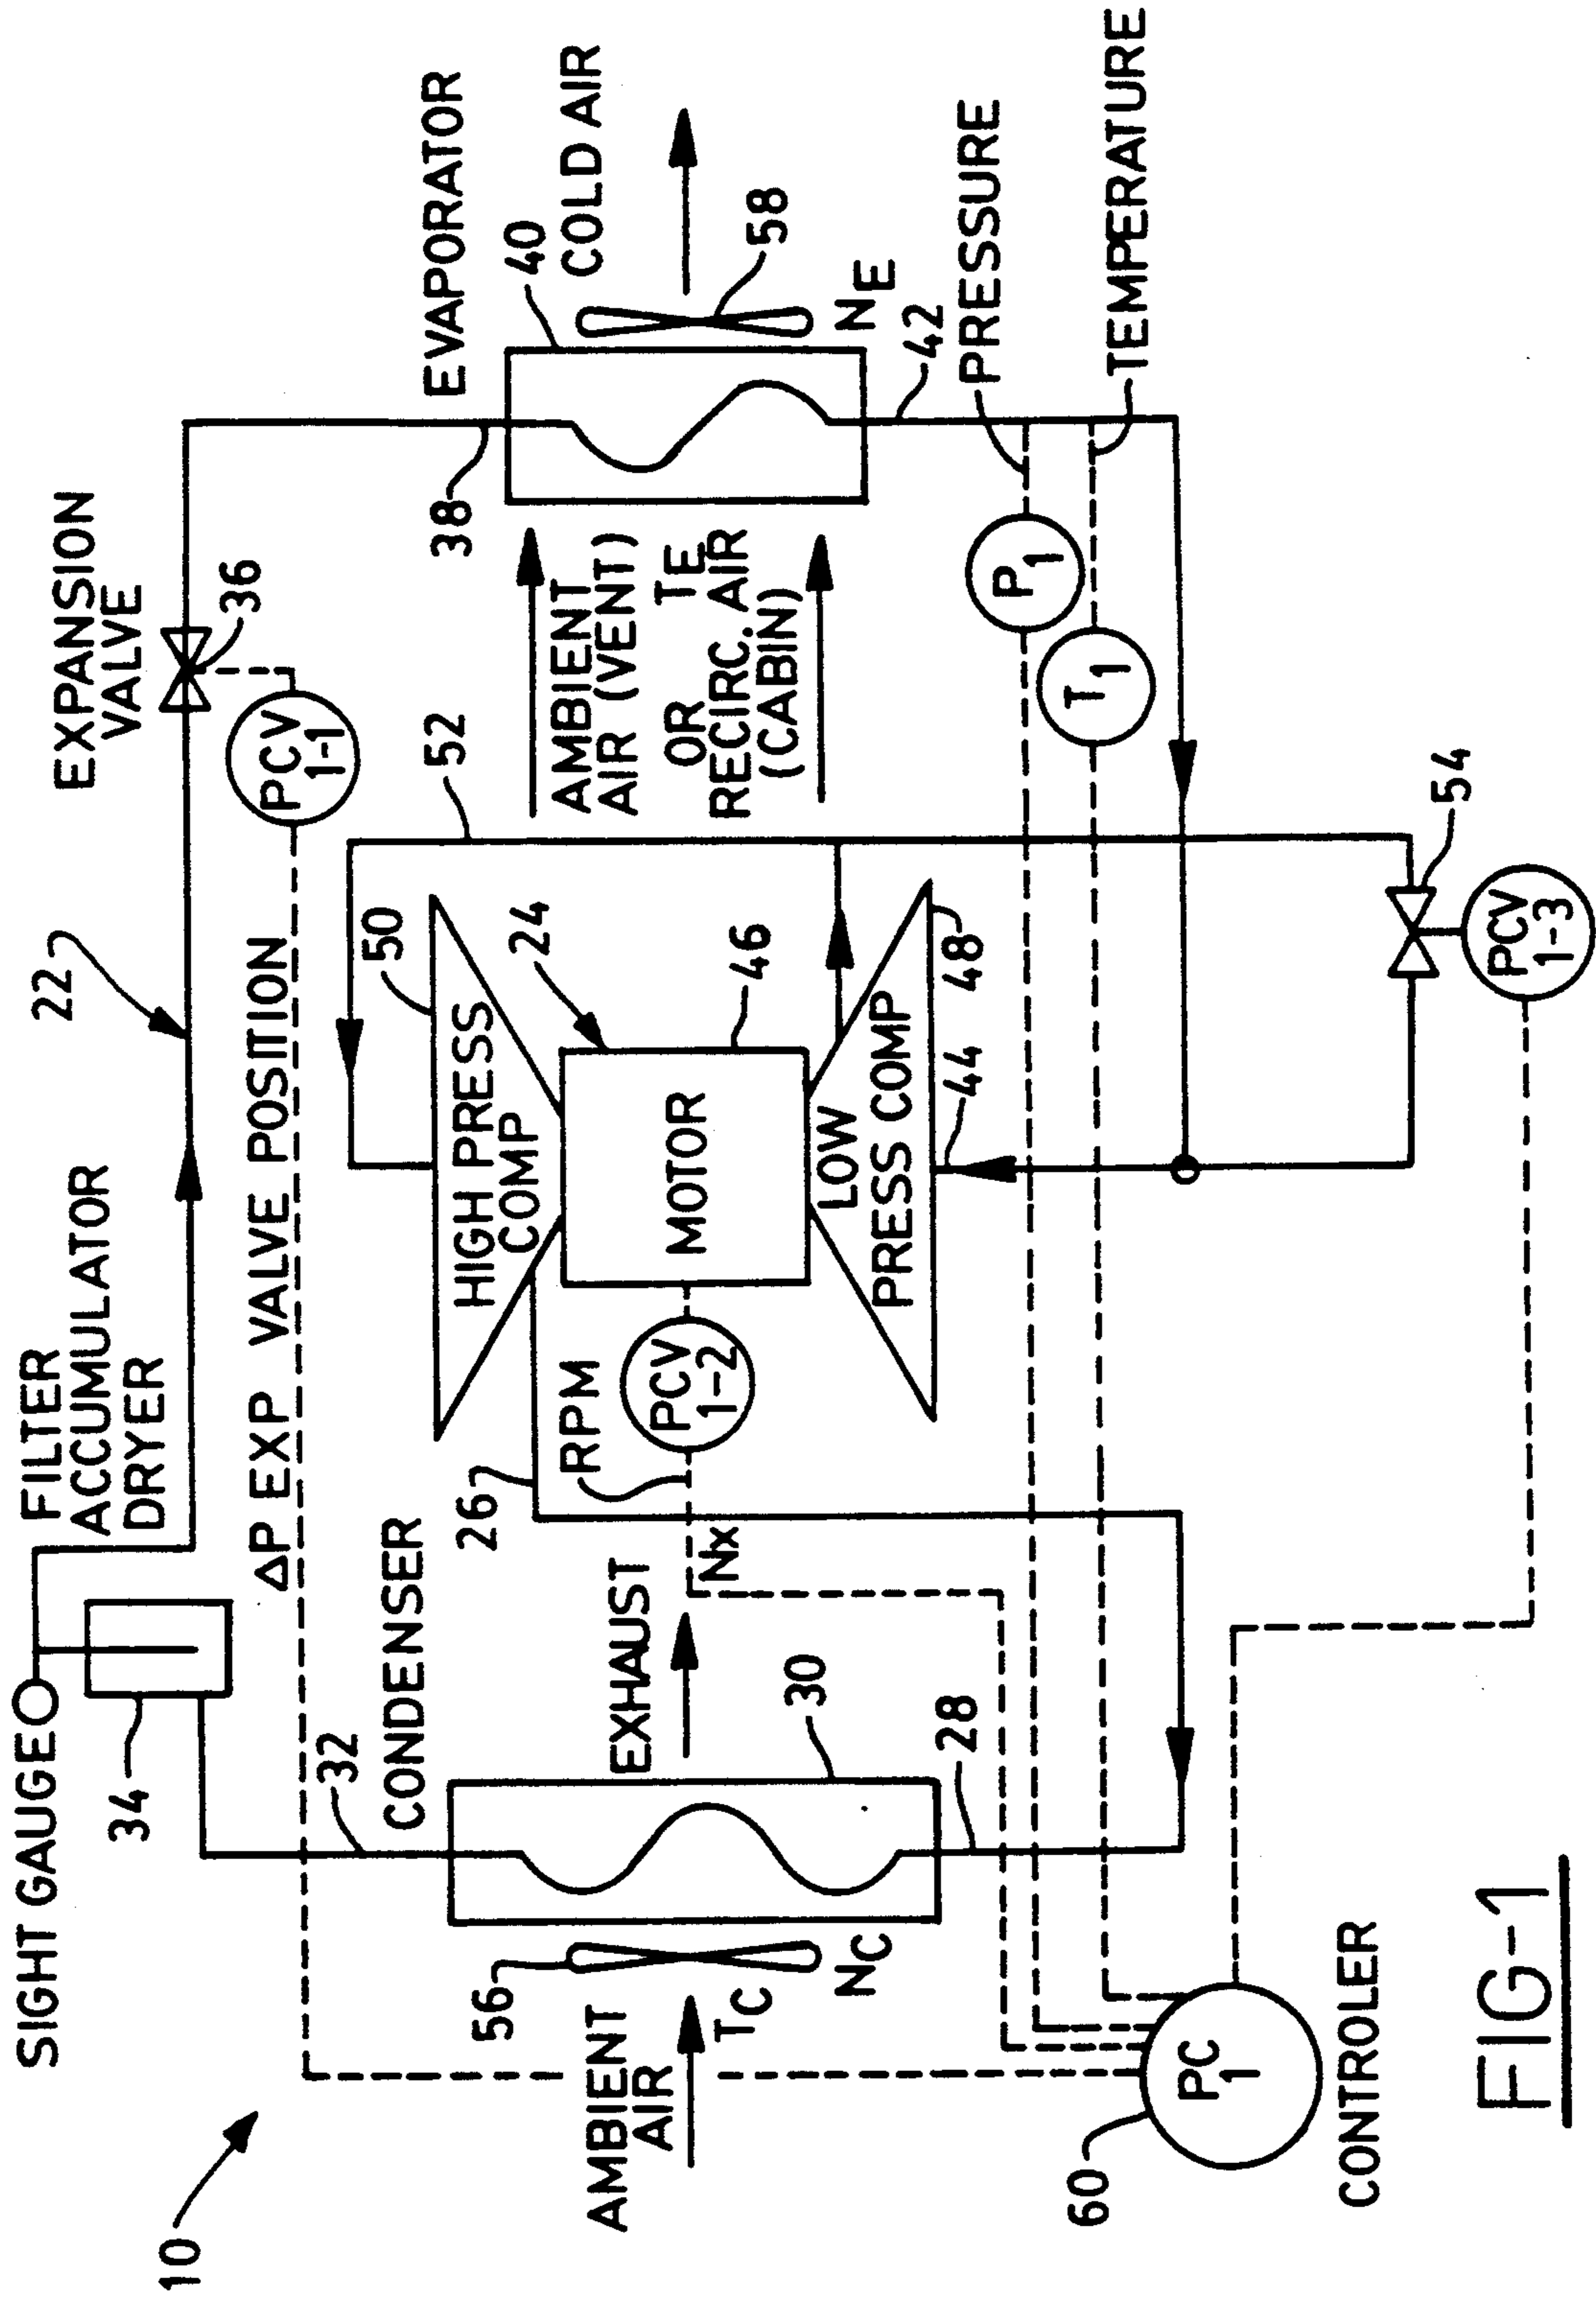 10
SIGHT GAUGE
34
FILTER
ACCUMULATOR
DRYER
22
EXPANSION
VALVE
36
PCV
1-1
ΔP EXP VALVE POSITION
32
CONDENSER
EVAPORATOR
38
40
COLD AIR
58
NE
42
52
50
HIGH PRESS
COMP
24
MOTOR
46
LOW
PRESS COMP
48
44
26
RPM
PCV
1-2
NX
EXHAUST
30
28
56
AMBIENT
AIR
TC
NC
AMBIENT
AIR (VENT)
TE
OR
RECIRC. AIR
(CABIN)
PRESSURE
P1
TEMPERATURE
T1
54
PCV
1-3
60
PC
1
CONTROLER
FIG-1